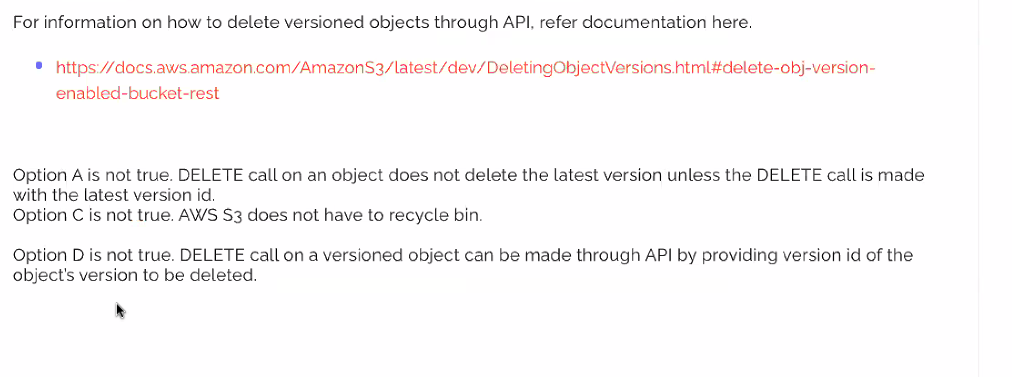 For information on how to delete versioned objects through API, refer documentation here.
https://docs.aws.amazon.com/AmazonS3/latest/dev/DeletingObjectVersions.html#delete-obj-version-
enabled-bucket-rest
Option A is not true. DELETE call on an object does not delete the latest version unless the DELETE call is made
with the latest version id.
Option C is not true. AWS S3 does not have to recycle bin.
Option D is not true. DELETE call on a versioned object can be made through API by providing version id of the
object's version to be deleted.